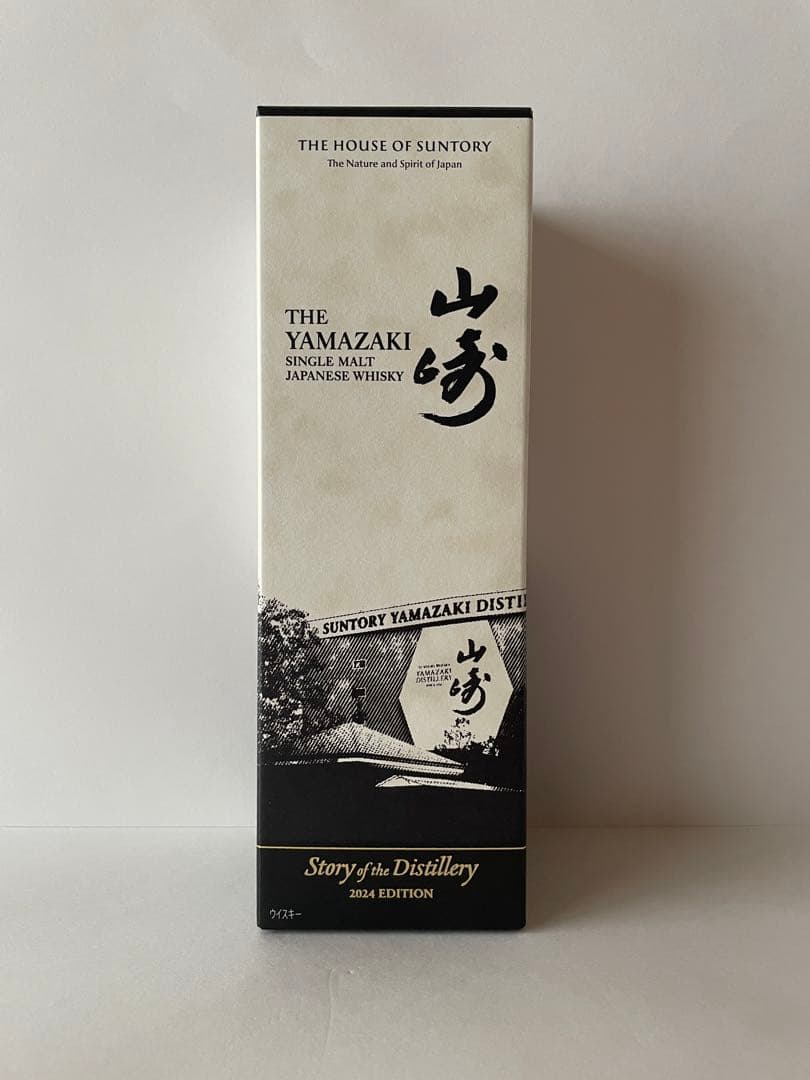 THE HOUSE OF SUNTORY
The Nature and Spirit of Japan
THE
YAMAZAKI
SINGLE MALT
JAPANESE WHISKY
山崎
SUNTORY YAMAZAKI DISTI
YAMAZAKI
DISTILLERY
山崎
Story of the Distillery
2024 EDITION
ウイスキー